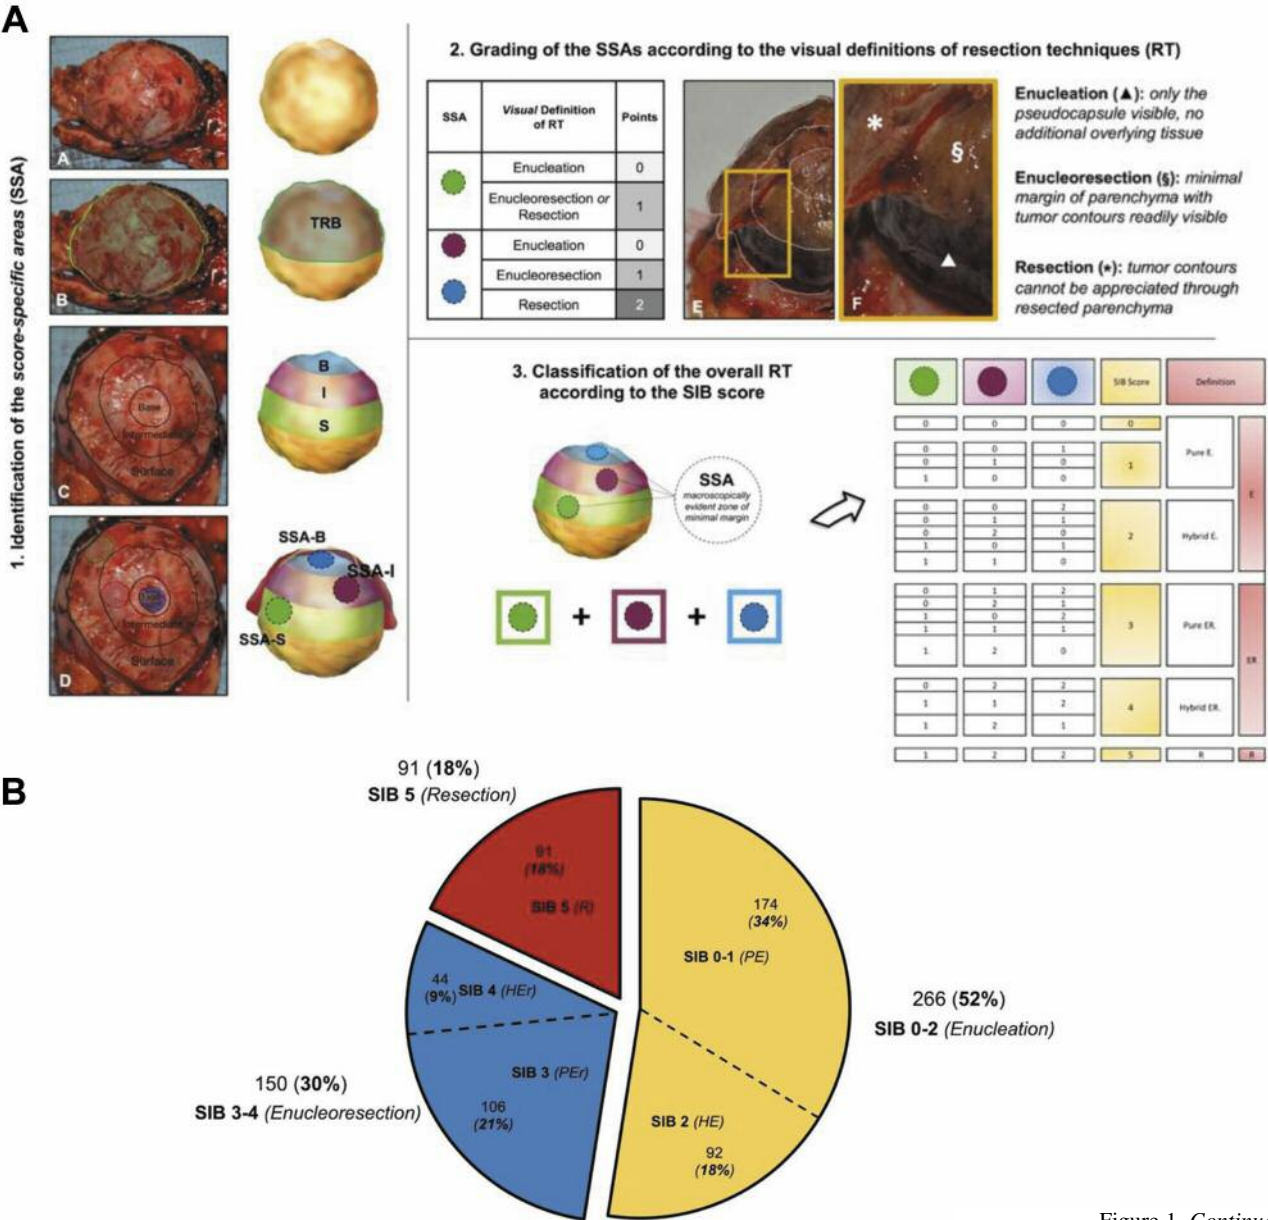 A
1. Identification of the score-specific areas (SSA)
A
B
TRB
Base
Intermediate
Surface
C
B
I
S
Intermediate
Surface
D
SSA-B
SSA-I
SSA-S
2. Grading of the SSAs according to the visual definitions of resection techniques (RT)
SSA
Visual Definition
of RT
Points
Enucleation
0
Enucleoresection or
Resection
1
Enucleation
0
Enucleoresection
1
Resection
2
E
*
§
▲
F
Enucleation (▲): only the
pseudocapsule visible, no
additional overlying tissue
Enucleoresection (§): minimal
margin of parenchyma with
tumor contours readily visible
Resection (*): tumor contours
cannot be appreciated through
resected parenchyma
3. Classification of the overall RT
according to the SIB score
SSA
macroscopically
evident zone of
minimal margin
+ +
SIB Score Definition
0 0 0 0
0 0 1
0 1 0
1 0 0
1
Pure E.
0 0 2
0 1 1
0 2 0
1 0 1
1 1 0
2
Hybrid E.
E
0 1 2
0 2 1
1 0 2
1 1 1
1 2 0
3
Pure ER.
0 2 2
1 1 2
1 2 1
4
Hybrid ER.
ER
1 2 2 5 R R
B
91 (18%)
SIB 5 (Resection)
91
(18%)
SIB 5 (R)
174
(34%)
SIB 0-1 (PE)
44
(9%)
SIB 4 (HEr)
266 (52%)
SIB 0-2 (Enucleation)
SIB 3 (PEr)
106
(21%)
150 (30%)
SIB 3-4 (Enucleoresection)
SIB 2 (HE)
92
(18%)